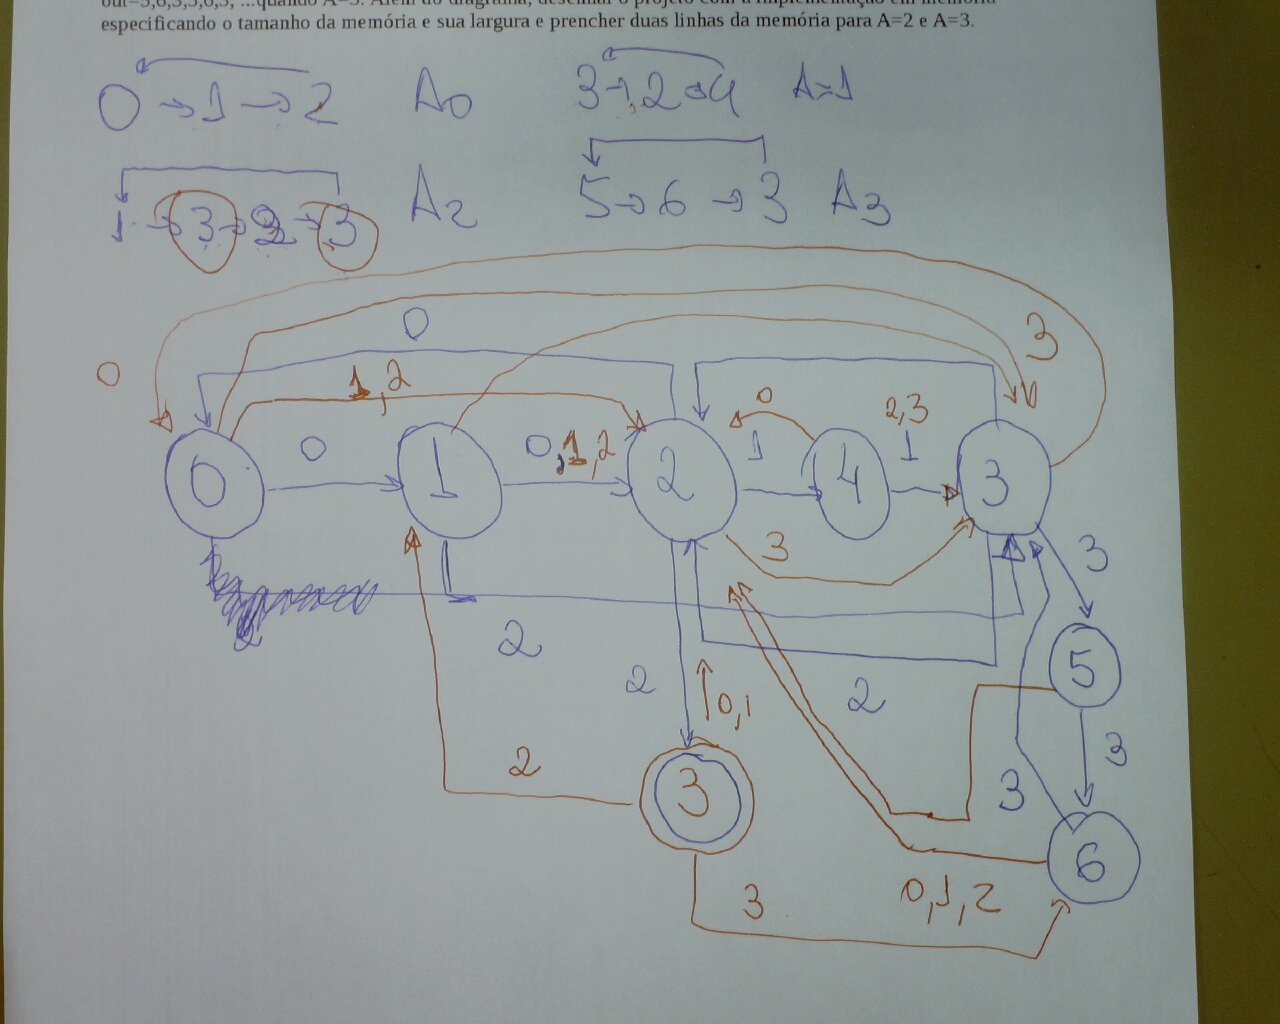 out=5,6,3,5,6,3, ...quando A=3. Além do diagrama, desenhar o projeto com a implementação em memória
especificando o tamanho da memória e sua largura e prencher duas linhas da memória para A=2 e A=3.
0 → 1 → 2 A0 3 → 2 → 4 A=1
1 → 3 → 2 → 3 A2 5 → 6 → 3 A3
0
3
0 1,2 0 2,3
0 0,1,2 1 1
0 1 2 4 3
3 3
2 2
2 2 0,1 5
2 3 3
3 6
3 0,1,2